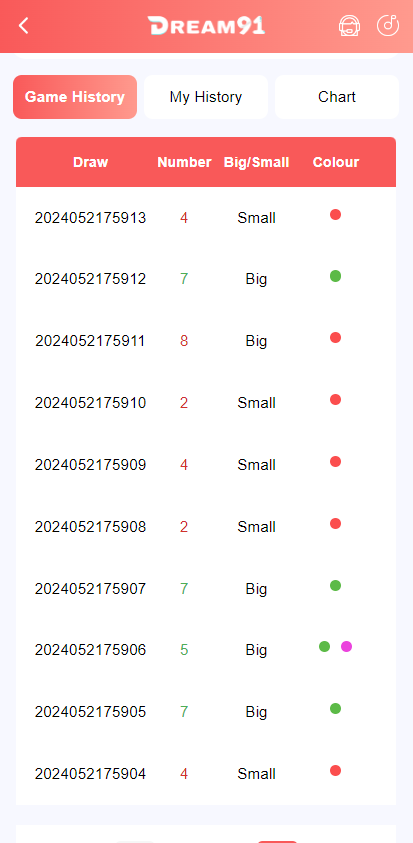 DREAM91
Game History My History Chart
Draw Number Big/Small Colour
2024052175913 4 Small
2024052175912 7 Big
2024052175911 8 Big
2024052175910 2 Small
2024052175909 4 Small
2024052175908 2 Small
2024052175907 7 Big
2024052175906 5 Big
2024052175905 7 Big
2024052175904 4 Small